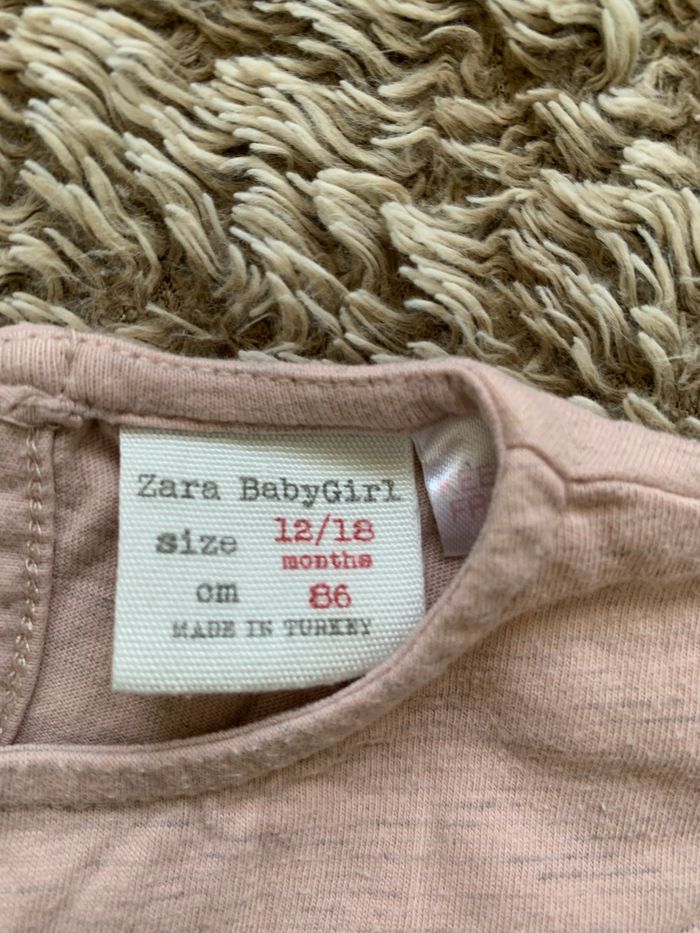 Zara BabyGirl
size 12/18
months
cm 86
MADE IN TURKEY